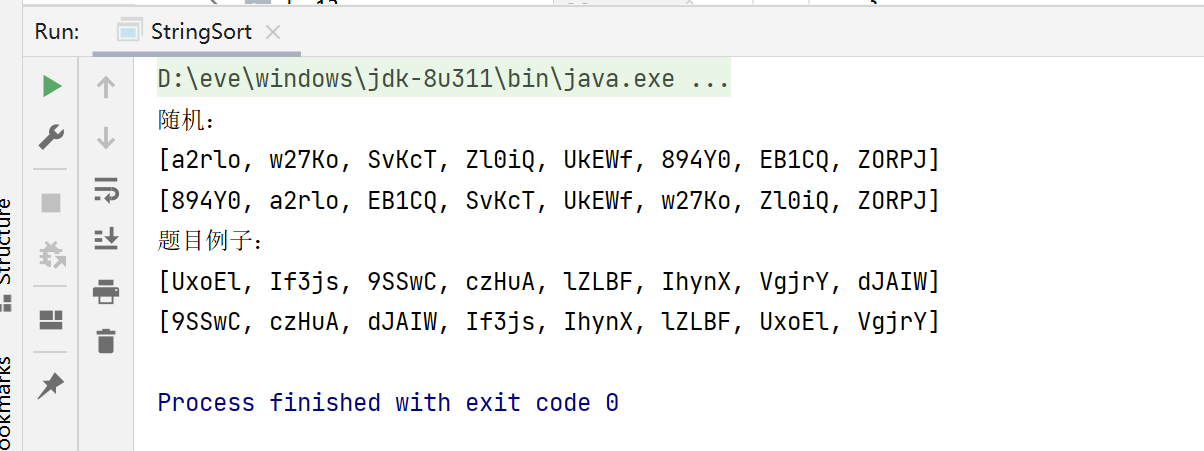 Run: StringSort
D:\eve\windows\jdk-8u311\bin\java.exe ...
随机：
[a2rlo, w27Ko, SvKcT, Zl0iQ, UkEWf, 894Y0, EB1CQ, ZORPJ]
[894Y0, a2rlo, EB1CQ, SvKcT, UkEWf, w27Ko, Zl0iQ, ZORPJ]
题目例子：
[UxoEl, If3js, 9SSwC, czHuA, lZLBF, IhynX, VgjrY, dJAIW]
[9SSwC, czHuA, dJAIW, If3js, IhynX, lZLBF, UxoEl, VgjrY]
Process finished with exit code 0
Structure